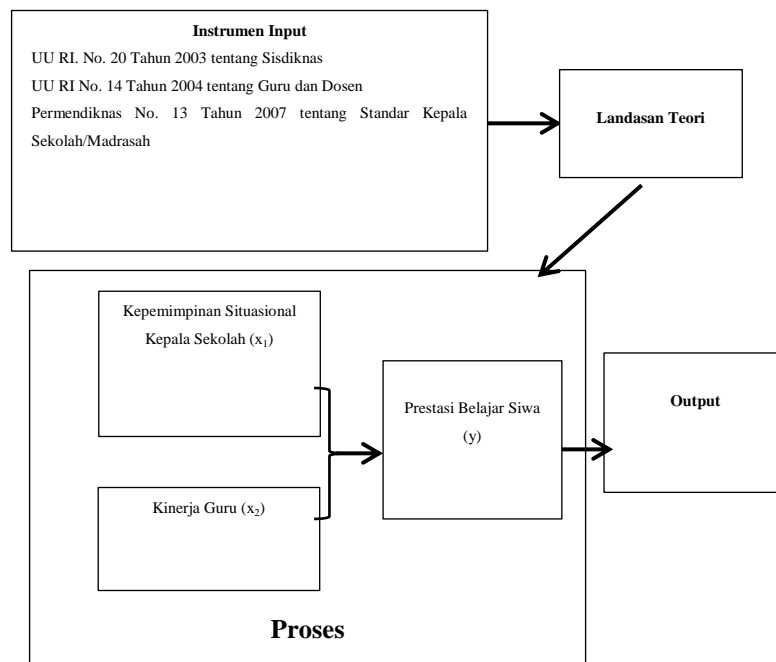 Instrumen Input
UU RI. No. 20 Tahun 2003 tentang Sisdiknas
UU RI No. 14 Tahun 2004 tentang Guru dan Dosen
Permendiknas No. 13 Tahun 2007 tentang Standar Kepala
Sekolah/Madrasah
Landasan Teori
Kepemimpinan Situasional
Kepala Sekolah (x₁)
Prestasi Belajar Siwa
(y)
Output
Kinerja Guru (x₂)
Proses